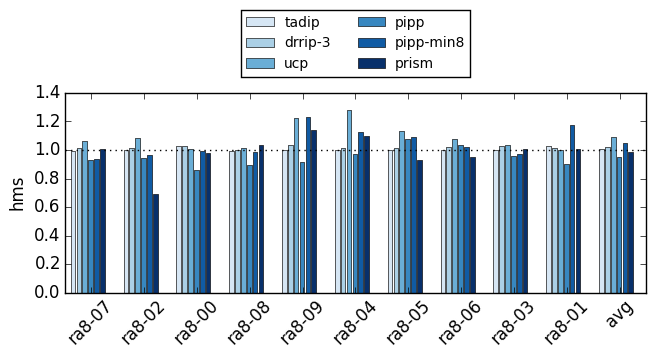 tadip
drrip-3
ucp
pipp
pipp-min8
prism
hms
1.4
1.2
1.0
0.8
0.6
0.4
0.2
0.0
ra8-07
ra8-02
ra8-00
ra8-08
ra8-09
ra8-04
ra8-05
ra8-06
ra8-03
ra8-01
avg